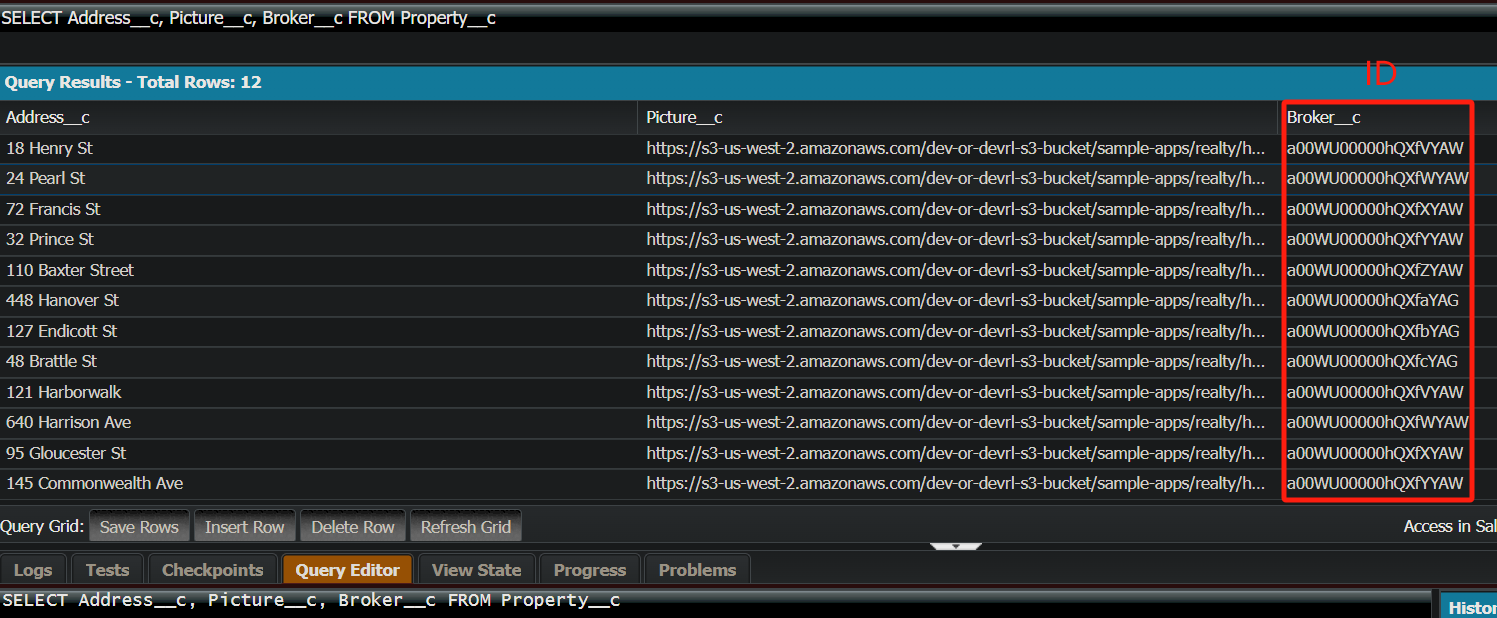 SELECT Address__c, Picture__c, Broker__c FROM Property__c
Query Results - Total Rows: 12
ID
Address__c Picture__c Broker__c
18 Henry St https://s3-us-west-2.amazonaws.com/dev-or-devrl-s3-bucket/sample-apps/realty/h... a00WU00000hQXfVYAW
24 Pearl St https://s3-us-west-2.amazonaws.com/dev-or-devrl-s3-bucket/sample-apps/realty/h... a00WU00000hQXfWYAW
72 Francis St https://s3-us-west-2.amazonaws.com/dev-or-devrl-s3-bucket/sample-apps/realty/h... a00WU00000hQXfXYAW
32 Prince St https://s3-us-west-2.amazonaws.com/dev-or-devrl-s3-bucket/sample-apps/realty/h... a00WU00000hQXfYYAW
110 Baxter Street https://s3-us-west-2.amazonaws.com/dev-or-devrl-s3-bucket/sample-apps/realty/h... a00WU00000hQXfZYAW
448 Hanover St https://s3-us-west-2.amazonaws.com/dev-or-devrl-s3-bucket/sample-apps/realty/h... a00WU00000hQXfaYAG
127 Endicott St https://s3-us-west-2.amazonaws.com/dev-or-devrl-s3-bucket/sample-apps/realty/h... a00WU00000hQXfbYAG
48 Brattle St https://s3-us-west-2.amazonaws.com/dev-or-devrl-s3-bucket/sample-apps/realty/h... a00WU00000hQXfcYAG
121 Harborwalk https://s3-us-west-2.amazonaws.com/dev-or-devrl-s3-bucket/sample-apps/realty/h... a00WU00000hQXfVYAW
640 Harrison Ave https://s3-us-west-2.amazonaws.com/dev-or-devrl-s3-bucket/sample-apps/realty/h... a00WU00000hQXfWYAW
95 Gloucester St https://s3-us-west-2.amazonaws.com/dev-or-devrl-s3-bucket/sample-apps/realty/h... a00WU00000hQXfXYAW
145 Commonwealth Ave https://s3-us-west-2.amazonaws.com/dev-or-devrl-s3-bucket/sample-apps/realty/h... a00WU00000hQXfYYAW
Query Grid: Save Rows Insert Row Delete Row Refresh Grid Access in Sal
Logs Tests Checkpoints Query Editor View State Progress Problems
SELECT Address__c, Picture__c, Broker__c FROM Property__c
Histor